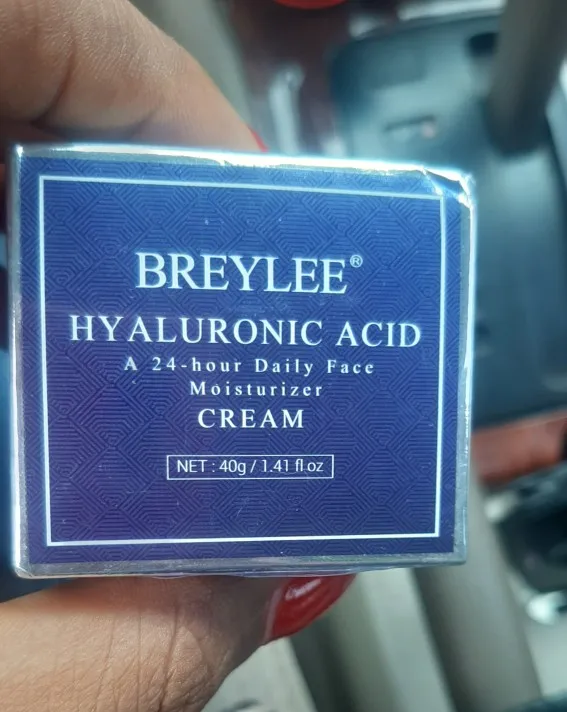 BREYLEE®
HYALURONIC ACID
A 24-hour Daily Face
Moisturizer
CREAM
NET : 40g / 1.41 fl oz